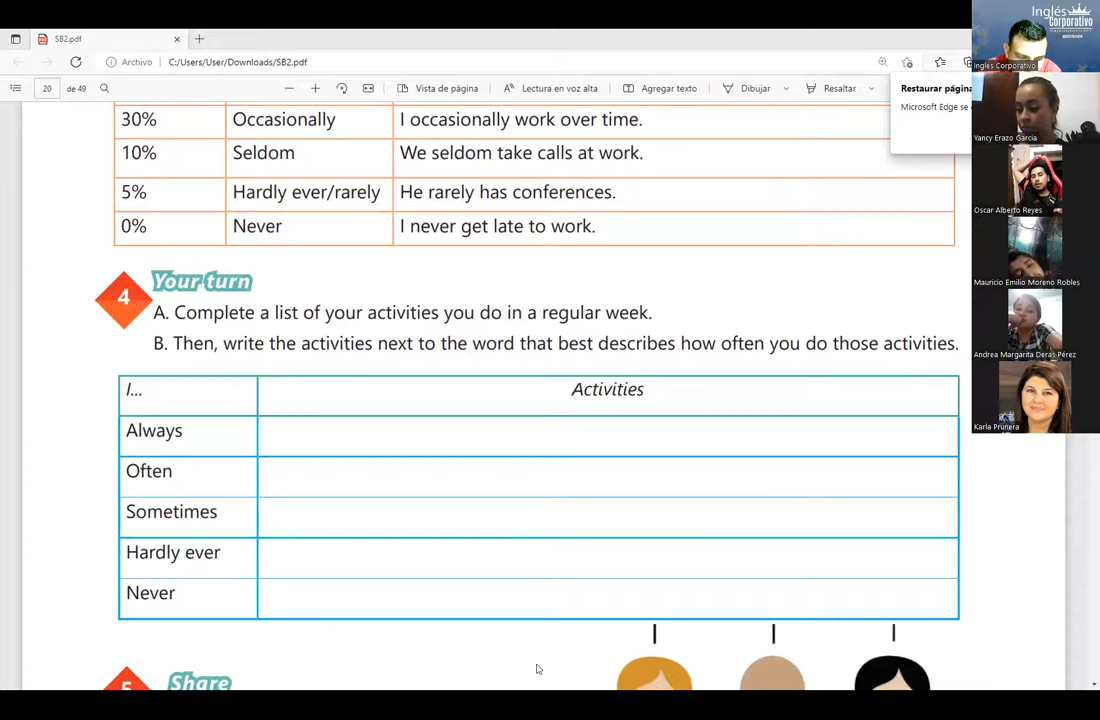 SB2.pdf
Archivo C:/Users/User/Downloads/SB2.pdf
20 de 49
Vista de página
Lectura en voz alta
Agregar texto
Dibujar
Resaltar
Restaurar página
Microsoft Edge se
30% Occasionally I occasionally work over time.
10% Seldom We seldom take calls at work.
5% Hardly ever/rarely He rarely has conferences.
0% Never I never get late to work.
4 Your turn
A. Complete a list of your activities you do in a regular week.
B. Then, write the activities next to the word that best describes how often you do those activities.
I... Activities
Always
Often
Sometimes
Hardly ever
Never
5 Share
Inglés
Corporativo
Ingles Corporativo
Yancy Erazo Garcia
Oscar Alberto Reyes
Mauricio Emilio Moreno Robles
Andrea Margarita Deras Pérez
Karla Prunera